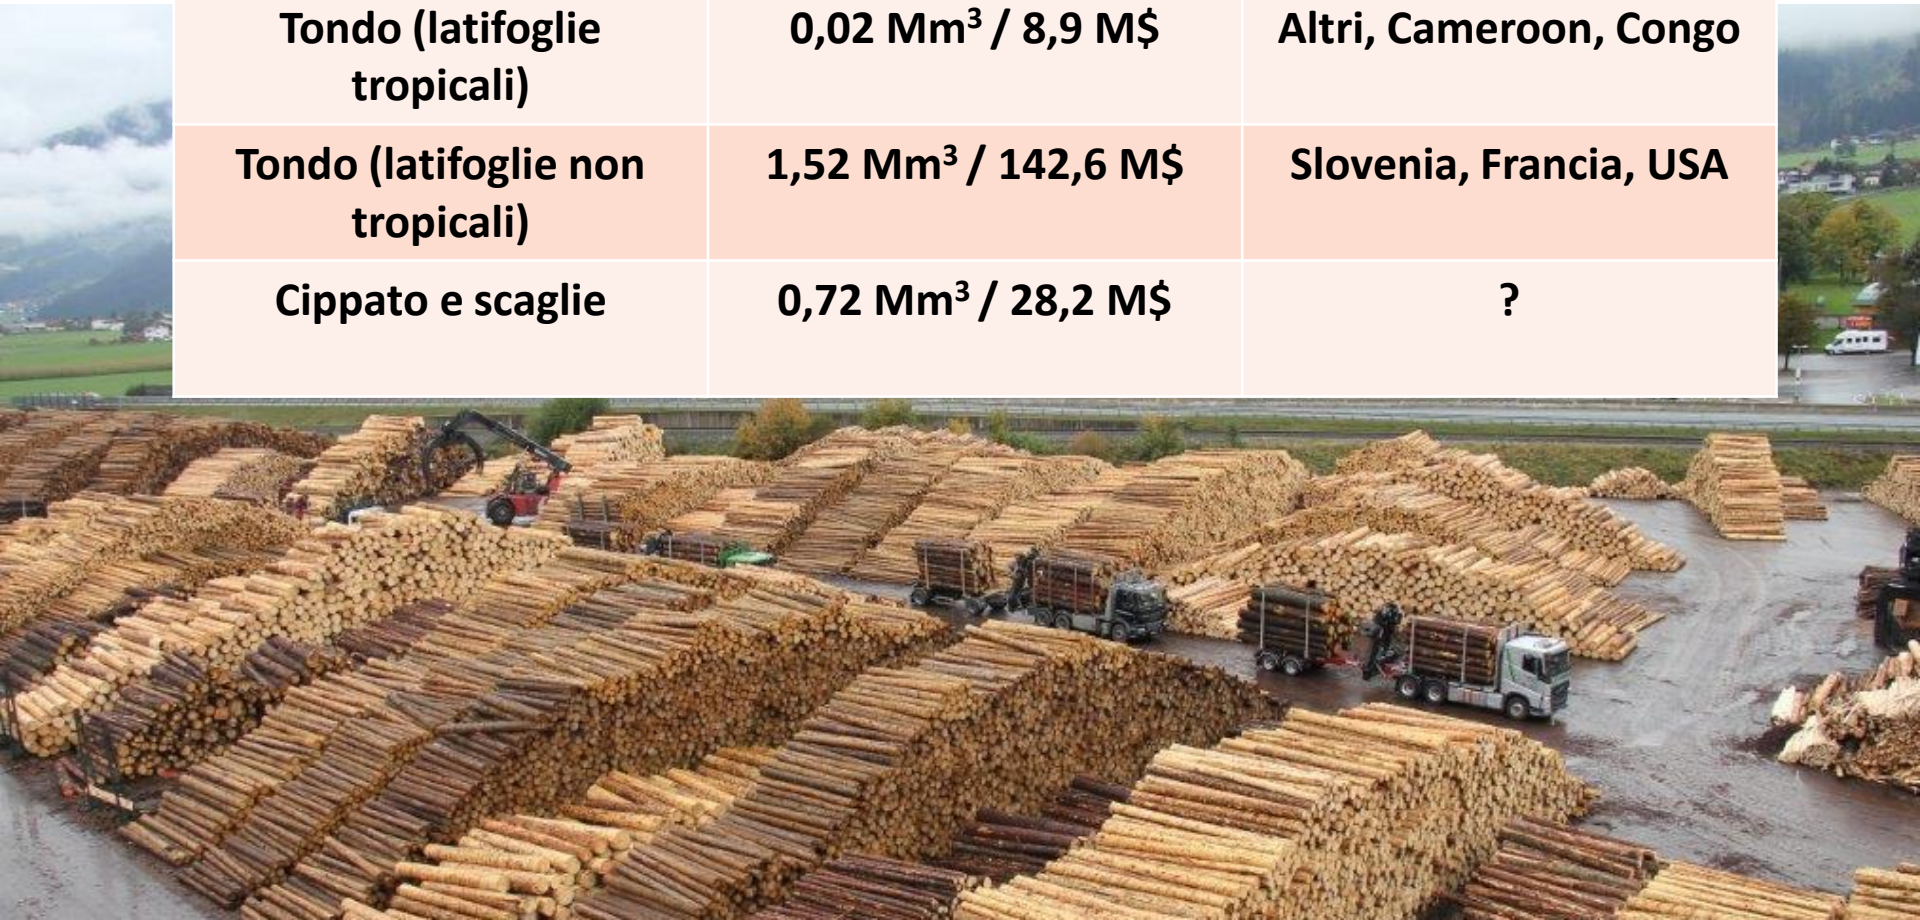 Tondo (latifoglie tropicali) 0,02 Mm³ / 8,9 M$ Altri, Cameroon, Congo
Tondo (latifoglie non tropicali) 1,52 Mm³ / 142,6 M$ Slovenia, Francia, USA
Cippato e scaglie 0,72 Mm³ / 28,2 M$ ?